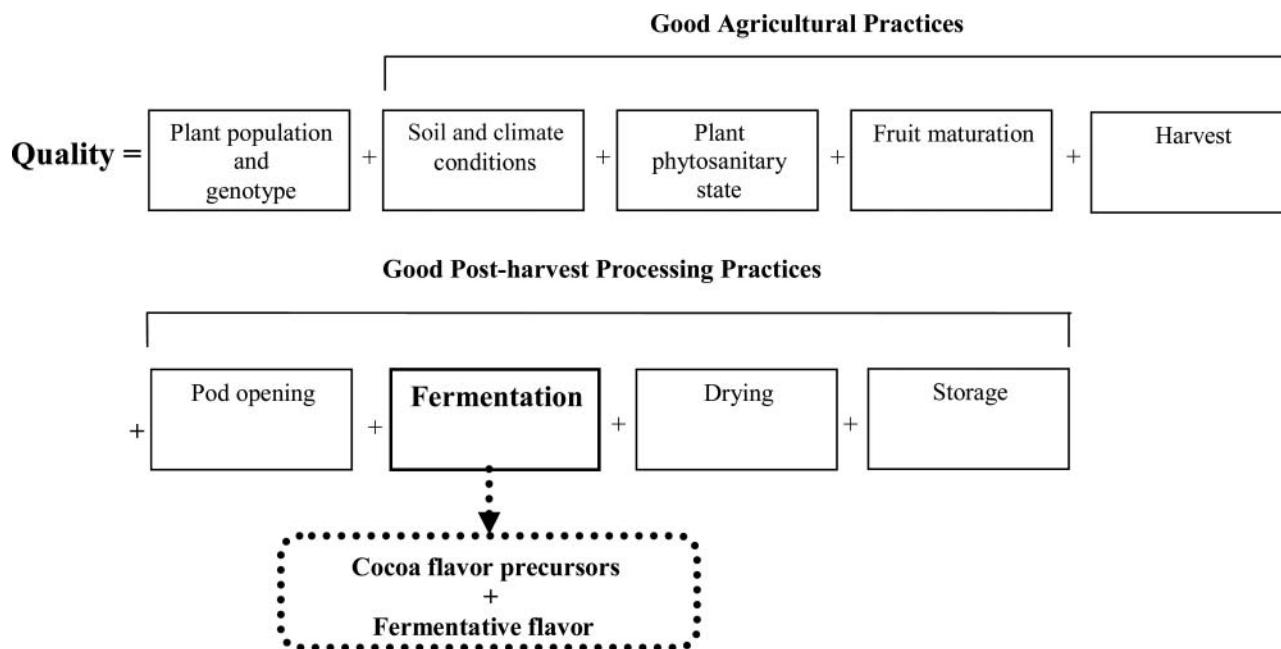 Good Agricultural Practices
Quality =
Plant population
and
genotype
+
Soil and climate
conditions
+
Plant
phytosanitary
state
+
Fruit maturation
+
Harvest
Good Post-harvest Processing Practices
+
Pod opening
+
Fermentation
+
Drying
+
Storage
Cocoa flavor precursors
+
Fermentative flavor